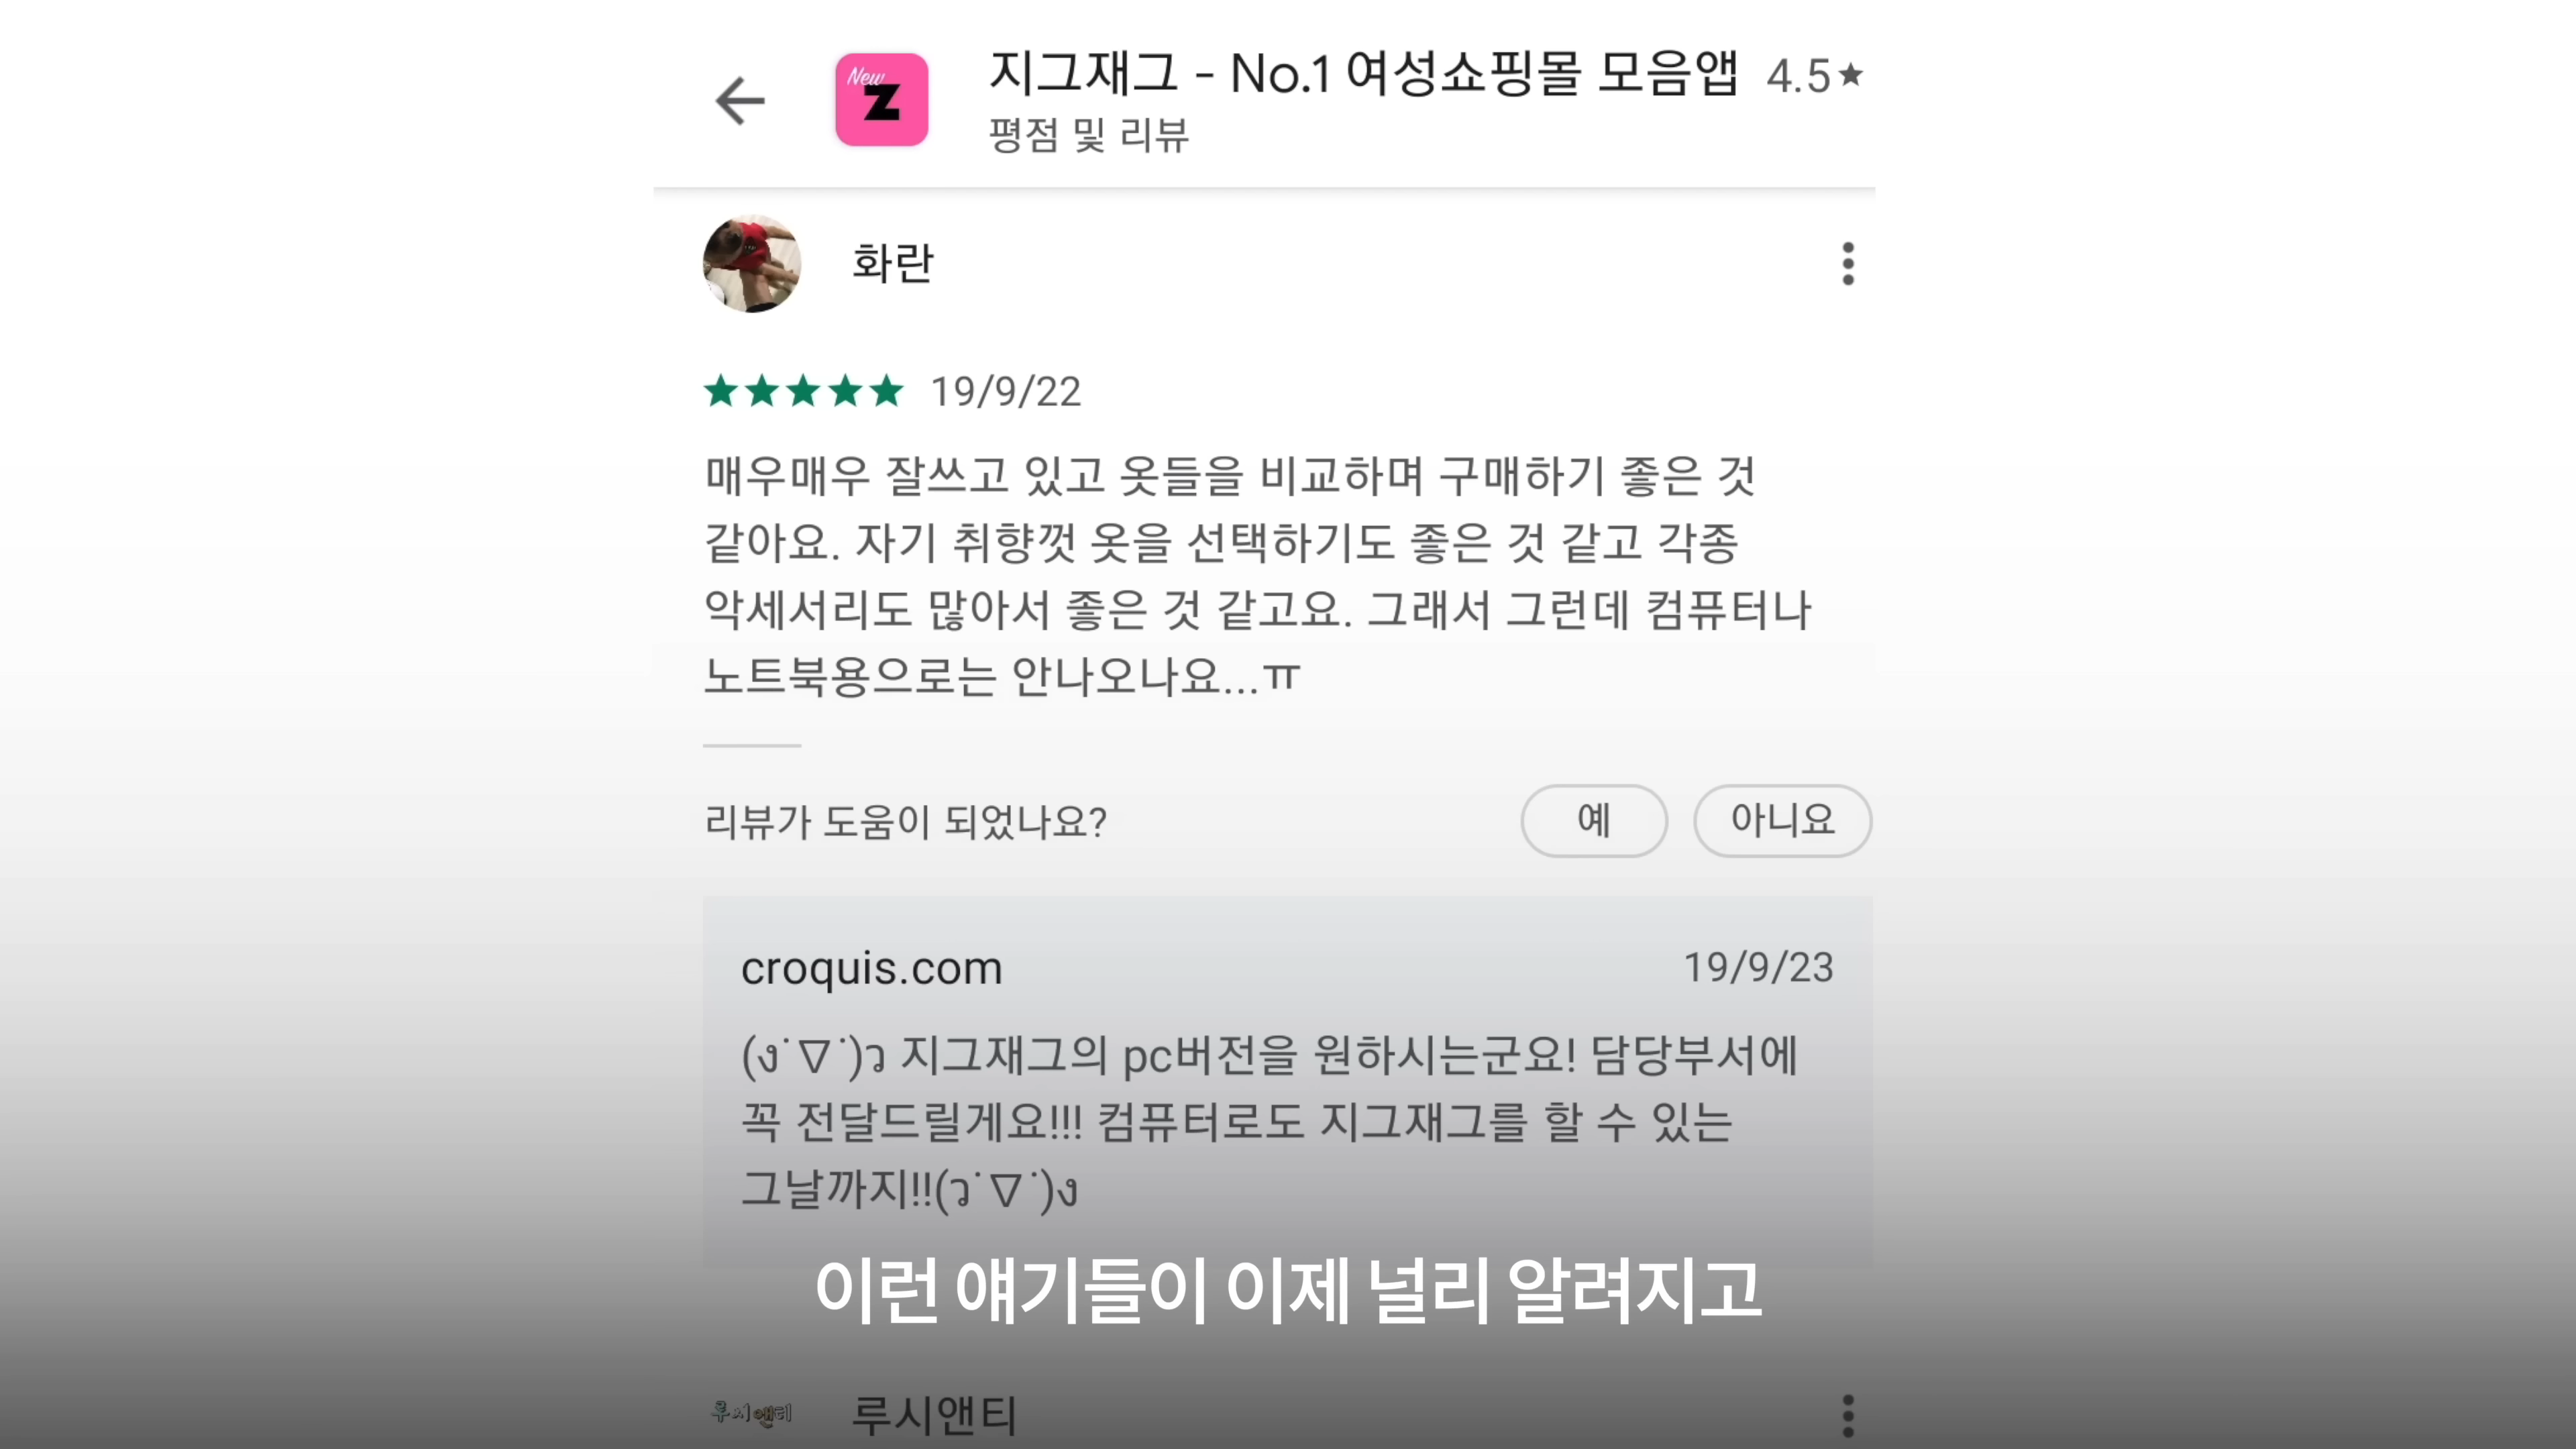 지그재그 - No.1 여성쇼핑몰 모음앱 4.5★
New
Z
평점 및 리뷰
화란
★★★★★ 19/9/22
매우매우 잘쓰고 있고 옷들을 비교하며 구매하기 좋은 것
같아요. 자기 취향껏 옷을 선택하기도 좋은 것 같고 각종
악세서리도 많아서 좋은 것 같고요. 그래서 그런데 컴퓨터나
노트북용으로는 안나오나요...ㅠ
리뷰가 도움이 되었나요? 예 아니요
croquis.com 19/9/23
(ง˙∇˙)ว 지그재그의 pc버전을 원하시는군요! 담당부서에
꼭 전달드릴게요!!! 컴퓨터로도 지그재그를 할 수 있는
그날까지!!(ว˙∇˙)ง
이런 얘기들이 이제 널리 알려지고
루시앤티 루시앤티